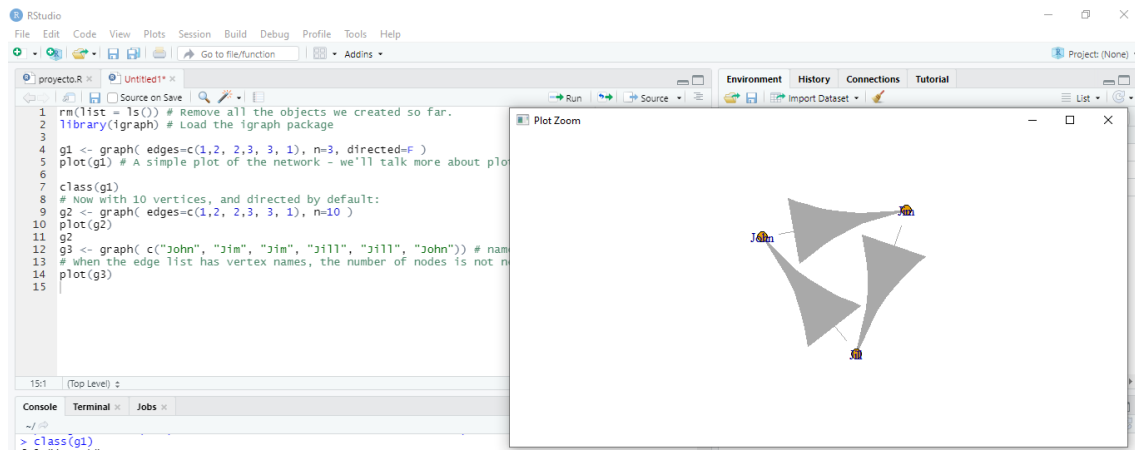 RStudio
File Edit Code View Plots Session Build Debug Profile Tools Help
Go to file/function Addins Project: (None)
proyecto.R Untitled1*
Source on Save Run Source
1 rm(list = ls()) # Remove all the objects we created so far.
2 library(igraph) # Load the igraph package
3
4 g1 <- graph( edges=c(1,2, 2,3, 3, 1), n=3, directed=F )
5 plot(g1) # A simple plot of the network - we'll talk more about plo
6
7 class(g1)
8 # Now with 10 vertices, and directed by default:
9 g2 <- graph( edges=c(1,2, 2,3, 3, 1), n=10 )
10 plot(g2)
11 g2
12 g3 <- graph( c("John", "Jim", "Jim", "Jill", "Jill", "John")) # nam
13 # When the edge list has vertex names, the number of nodes is not n
14 plot(g3)
15
15:1 (Top Level)
Console Terminal Jobs
~/
> class(g1)
Environment History Connections Tutorial
Import Dataset List
Plot Zoom
Jim
John
Jill